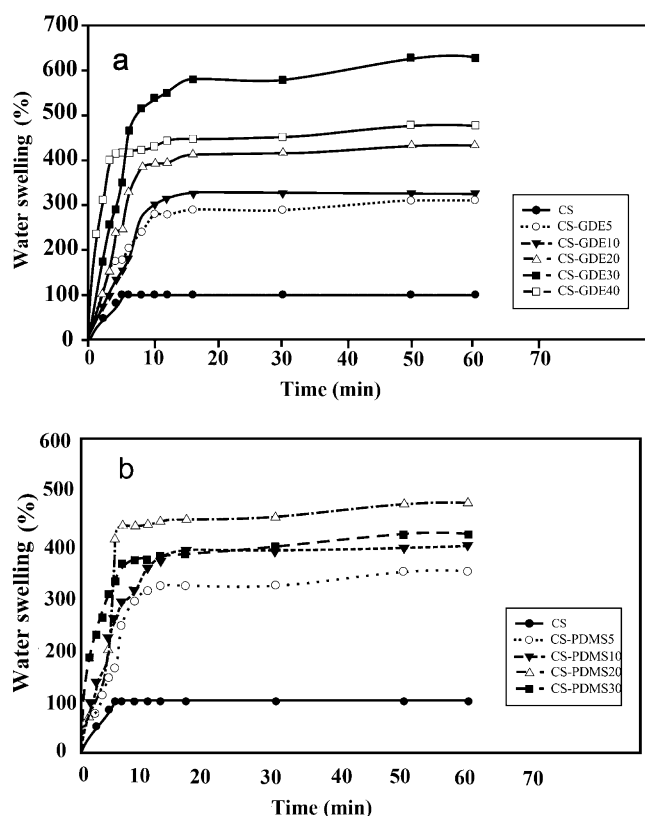 a
Water swelling (%)
700
600
500
400
300
200
100
0
0 10 20 30 40 50 60 70
Time (min)
CS
CS-GDE5
CS-GDE10
CS-GDE20
CS-GDE30
CS-GDE40
b
Water swelling (%)
600
500
400
300
200
100
0
0 10 20 30 40 50 60 70
Time (min)
CS
CS-PDMS5
CS-PDMS10
CS-PDMS20
CS-PDMS30